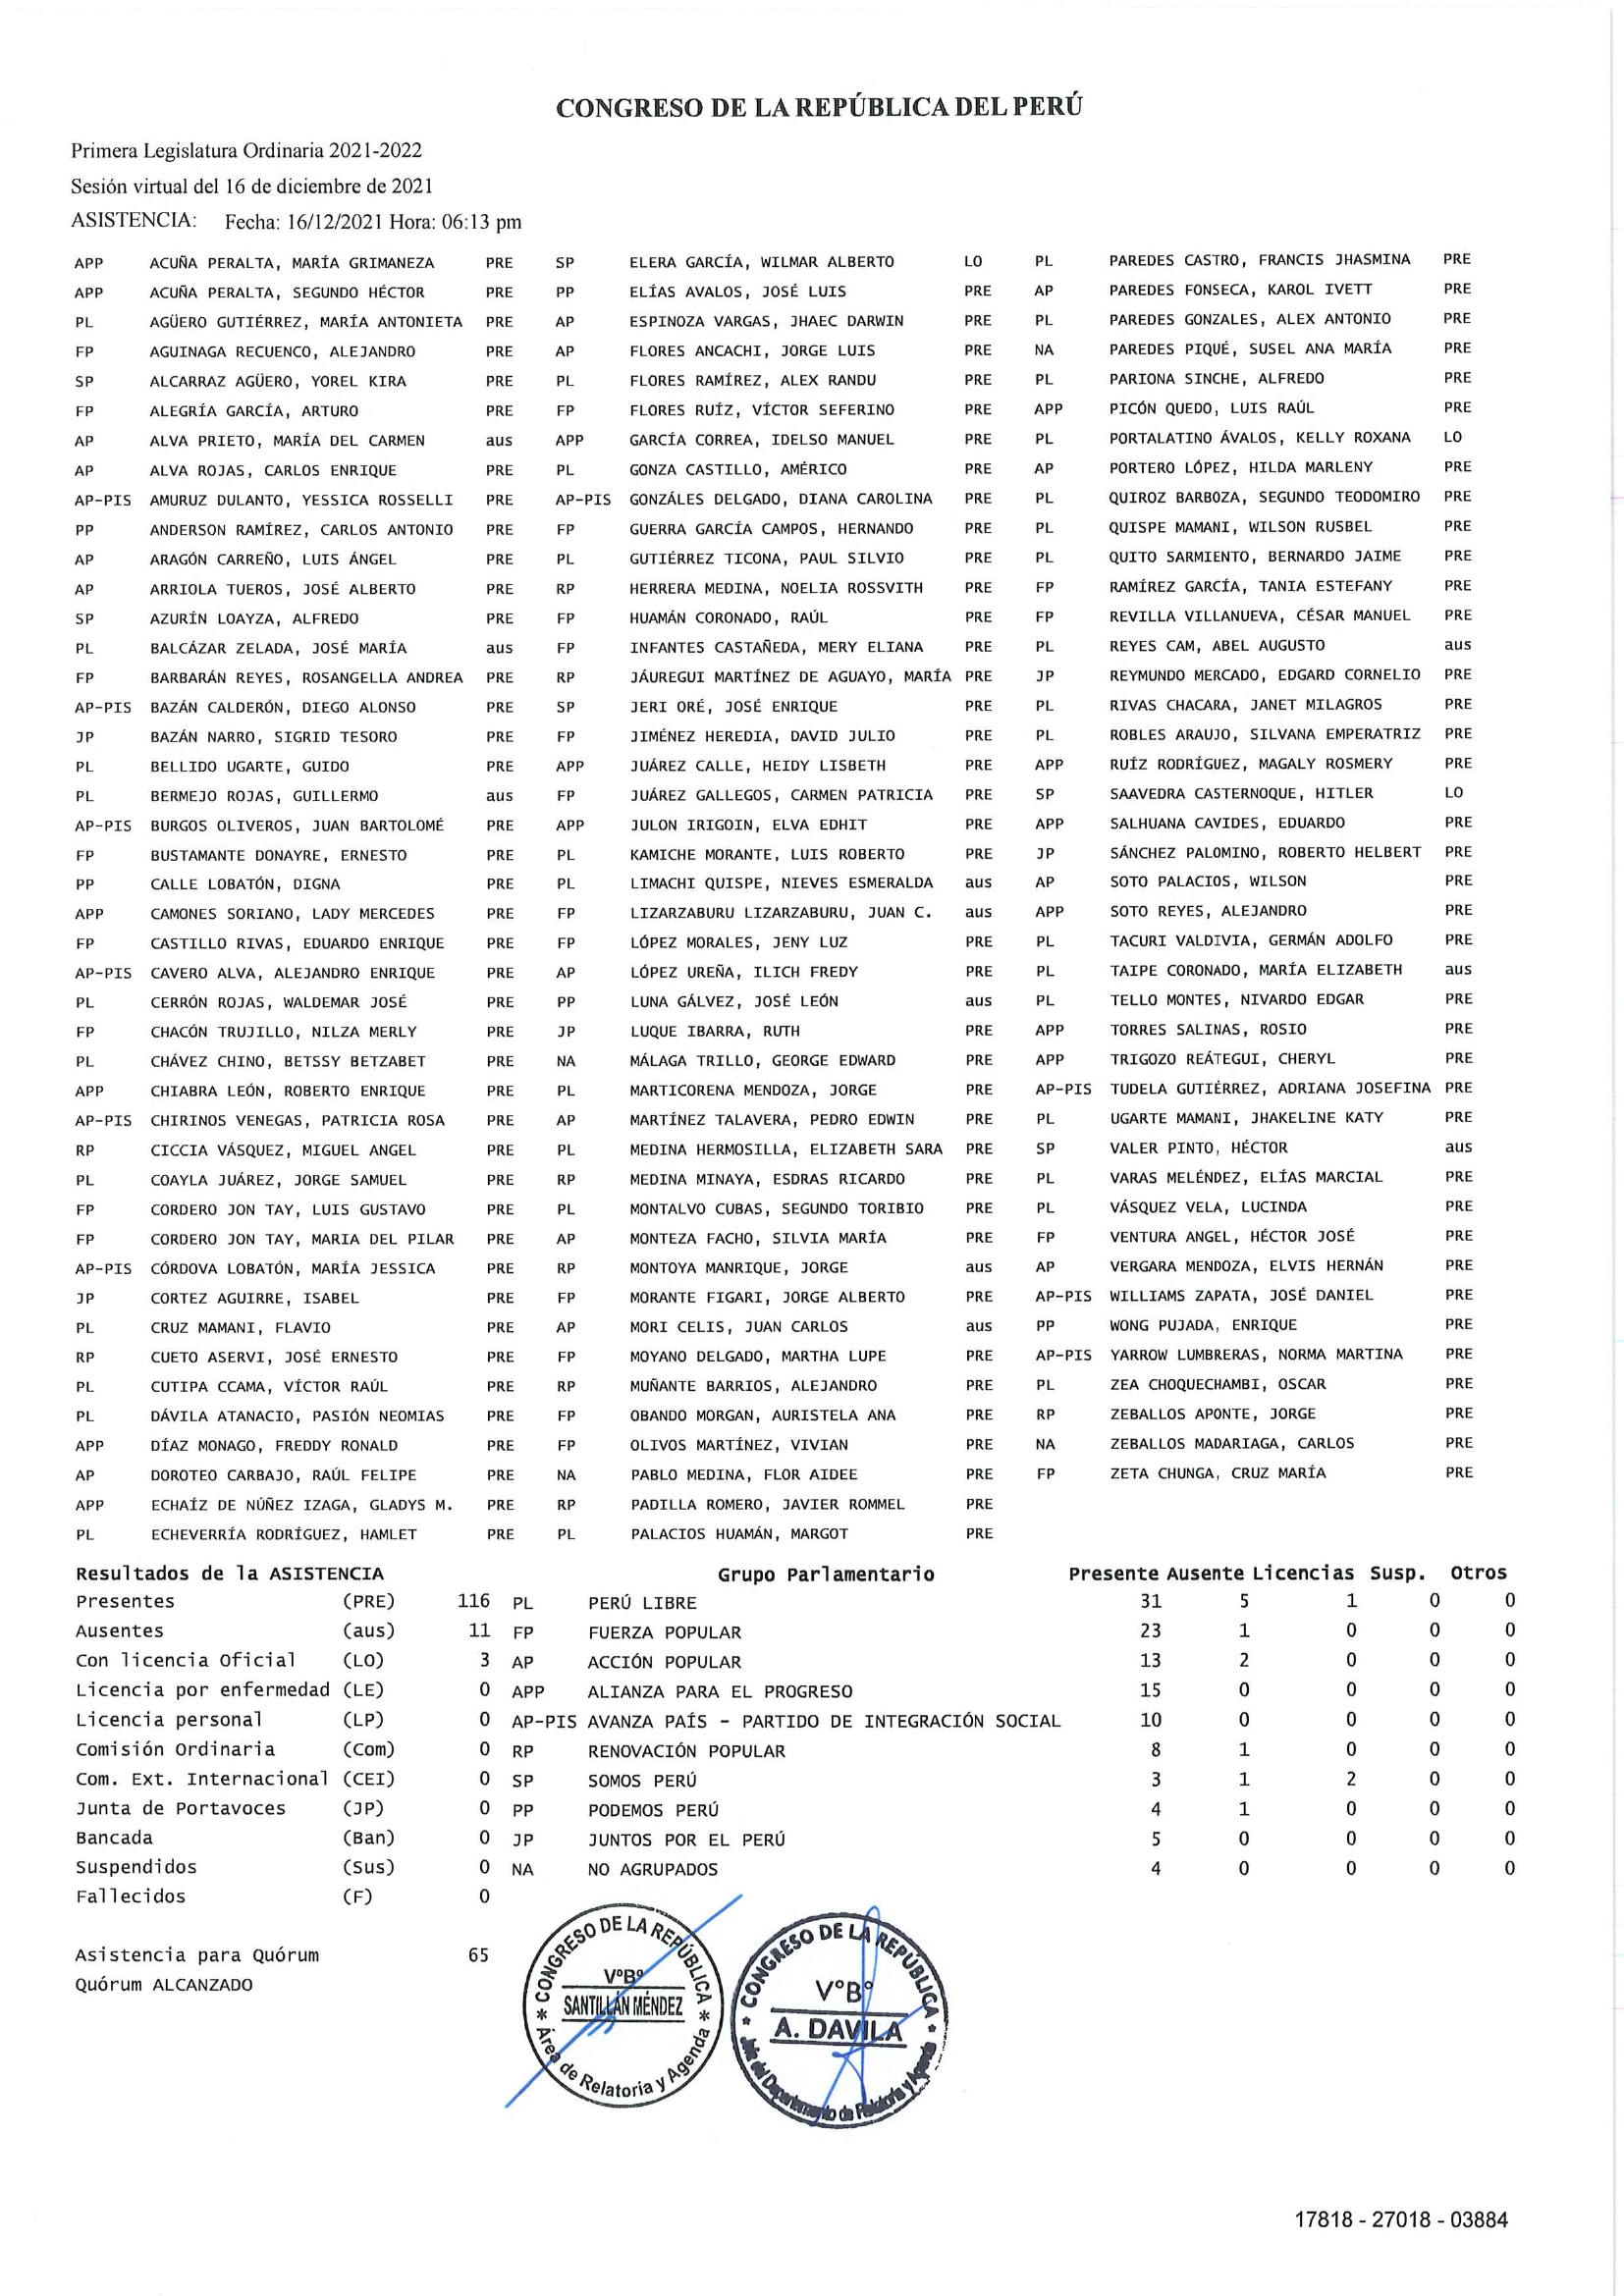 CONGRESO DE LA REPÚBLICA DEL PERÚ
Primera Legislatura Ordinaria 2021-2022
Sesión virtual del 16 de diciembre de 2021
ASISTENCIA: Fecha: 16/12/2021 Hora: 06:13 pm
APP ACUÑA PERALTA, MARÍA GRIMANEZA PRE SP ELERA GARCÍA, WILMAR ALBERTO LO PL PAREDES CASTRO, FRANCIS JHASMINA PRE
APP ACUÑA PERALTA, SEGUNDO HÉCTOR PRE PP ELÍAS AVALOS, JOSÉ LUIS PRE AP PAREDES FONSECA, KAROL IVETT PRE
PL AGÜERO GUTIÉRREZ, MARÍA ANTONIETA PRE AP ESPINOZA VARGAS, JHAEC DARWIN PRE PL PAREDES GONZALES, ALEX ANTONIO PRE
FP AGUINAGA RECUENCO, ALEJANDRO PRE AP FLORES ANCACHI, JORGE LUIS PRE NA PAREDES PIQUÉ, SUSEL ANA MARÍA PRE
SP ALCARRAZ AGÜERO, YOREL KIRA PRE PL FLORES RAMÍREZ, ALEX RANDU PRE PL PARIONA SINCHE, ALFREDO PRE
FP ALEGRÍA GARCÍA, ARTURO PRE FP FLORES RUÍZ, VÍCTOR SEFERINO PRE APP PICÓN QUEDO, LUIS RAÚL PRE
AP ALVA PRIETO, MARÍA DEL CARMEN aus APP GARCÍA CORREA, IDELSO MANUEL PRE PL PORTALATINO ÁVALOS, KELLY ROXANA LO
AP ALVA ROJAS, CARLOS ENRIQUE PRE PL GONZA CASTILLO, AMÉRICO PRE AP PORTERO LÓPEZ, HILDA MARLENY PRE
AP-PIS AMURUZ DULANTO, YESSICA ROSSELLI PRE AP-PIS GONZÁLES DELGADO, DIANA CAROLINA PRE PL QUIROZ BARBOZA, SEGUNDO TEODOMIRO PRE
PP ANDERSON RAMÍREZ, CARLOS ANTONIO PRE FP GUERRA GARCÍA CAMPOS, HERNANDO PRE PL QUISPE MAMANI, WILSON RUSBEL PRE
AP ARAGÓN CARREÑO, LUIS ÁNGEL PRE PL GUTIÉRREZ TICONA, PAUL SILVIO PRE PL QUITO SARMIENTO, BERNARDO JAIME PRE
AP ARRIOLA TUEROS, JOSÉ ALBERTO PRE RP HERRERA MEDINA, NOELIA ROSSVITH PRE FP RAMÍREZ GARCÍA, TANIA ESTEFANY PRE
SP AZURÍN LOAYZA, ALFREDO PRE FP HUAMÁN CORONADO, RAÚL PRE FP REVILLA VILLANUEVA, CÉSAR MANUEL PRE
PL BALCÁZAR ZELADA, JOSÉ MARÍA aus FP INFANTES CASTAÑEDA, MERY ELIANA PRE PL REYES CAM, ABEL AUGUSTO aus
FP BARBARÁN REYES, ROSANGELLA ANDREA PRE RP JÁUREGUI MARTÍNEZ DE AGUAYO, MARÍA PRE JP REYMUNDO MERCADO, EDGARD CORNELIO PRE
AP-PIS BAZÁN CALDERÓN, DIEGO ALONSO PRE SP JERI ORÉ, JOSÉ ENRIQUE PRE PL RIVAS CHACARA, JANET MILAGROS PRE
JP BAZÁN NARRO, SIGRID TESORO PRE FP JIMÉNEZ HEREDIA, DAVID JULIO PRE PL ROBLES ARAUJO, SILVANA EMPERATRIZ PRE
PL BELLIDO UGARTE, GUIDO PRE APP JUÁREZ CALLE, HEIDY LISBETH PRE APP RUÍZ RODRÍGUEZ, MAGALY ROSMERY PRE
PL BERMEJO ROJAS, GUILLERMO aus FP JUÁREZ GALLEGOS, CARMEN PATRICIA PRE SP SAAVEDRA CASTERNOQUE, HITLER LO
AP-PIS BURGOS OLIVEROS, JUAN BARTOLOMÉ PRE APP JULON IRIGOIN, ELVA EDHIT PRE APP SALHUANA CAVIDES, EDUARDO PRE
FP BUSTAMANTE DONAYRE, ERNESTO PRE PL KAMICHE MORANTE, LUIS ROBERTO PRE JP SÁNCHEZ PALOMINO, ROBERTO HELBERT PRE
PP CALLE LOBATÓN, DIGNA PRE PL LIMACHI QUISPE, NIEVES ESMERALDA aus AP SOTO PALACIOS, WILSON PRE
APP CAMONES SORIANO, LADY MERCEDES PRE FP LIZARZABURU LIZARZABURU, JUAN C. aus APP SOTO REYES, ALEJANDRO PRE
FP CASTILLO RIVAS, EDUARDO ENRIQUE PRE FP LÓPEZ MORALES, JENY LUZ PRE PL TACURI VALDIVIA, GERMÁN ADOLFO PRE
AP-PIS CAVERO ALVA, ALEJANDRO ENRIQUE PRE AP LÓPEZ UREÑA, ILICH FREDY PRE PL TAIPE CORONADO, MARÍA ELIZABETH aus
PL CERRÓN ROJAS, WALDEMAR JOSÉ PRE PP LUNA GÁLVEZ, JOSÉ LEÓN aus PL TELLO MONTES, NIVARDO EDGAR PRE
FP CHACÓN TRUJILLO, NILZA MERLY PRE JP LUQUE IBARRA, RUTH PRE APP TORRES SALINAS, ROSIO PRE
PL CHÁVEZ CHINO, BETSSY BETZABET PRE NA MÁLAGA TRILLO, GEORGE EDWARD PRE APP TRIGOZO REÁTEGUI, CHERYL PRE
APP CHIABRA LEÓN, ROBERTO ENRIQUE PRE PL MARTICORENA MENDOZA, JORGE PRE AP-PIS TUDELA GUTIÉRREZ, ADRIANA JOSEFINA PRE
AP-PIS CHIRINOS VENEGAS, PATRICIA ROSA PRE AP MARTÍNEZ TALAVERA, PEDRO EDWIN PRE PL UGARTE MAMANI, JHAKELINE KATY PRE
RP CICCIA VÁSQUEZ, MIGUEL ANGEL PRE PL MEDINA HERMOSILLA, ELIZABETH SARA PRE SP VALER PINTO, HÉCTOR aus
PL COAYLA JUÁREZ, JORGE SAMUEL PRE RP MEDINA MINAYA, ESDRAS RICARDO PRE PL VARAS MELÉNDEZ, ELÍAS MARCIAL PRE
FP CORDERO JON TAY, LUIS GUSTAVO PRE PL MONTALVO CUBAS, SEGUNDO TORIBIO PRE PL VÁSQUEZ VELA, LUCINDA PRE
FP CORDERO JON TAY, MARIA DEL PILAR PRE AP MONTEZA FACHO, SILVIA MARÍA PRE FP VENTURA ANGEL, HÉCTOR JOSÉ PRE
AP-PIS CÓRDOVA LOBATÓN, MARÍA JESSICA PRE RP MONTOYA MANRIQUE, JORGE aus AP VERGARA MENDOZA, ELVIS HERNÁN PRE
JP CORTEZ AGUIRRE, ISABEL PRE FP MORANTE FIGARI, JORGE ALBERTO PRE AP-PIS WILLIAMS ZAPATA, JOSÉ DANIEL PRE
PL CRUZ MAMANI, FLAVIO PRE AP MORI CELIS, JUAN CARLOS aus PP WONG PUJADA, ENRIQUE PRE
RP CUETO ASERVI, JOSÉ ERNESTO PRE FP MOYANO DELGADO, MARTHA LUPE PRE AP-PIS YARROW LUMBRERAS, NORMA MARTINA PRE
PL CUTIPA CCAMA, VÍCTOR RAÚL PRE RP MUÑANTE BARRIOS, ALEJANDRO PRE PL ZEA CHOQUECHAMBI, OSCAR PRE
PL DÁVILA ATANACIO, PASIÓN NEOMIAS PRE FP OBANDO MORGAN, AURISTELA ANA PRE RP ZEBALLOS APONTE, JORGE PRE
APP DÍAZ MONAGO, FREDDY RONALD PRE FP OLIVOS MARTÍNEZ, VIVIAN PRE NA ZEBALLOS MADARIAGA, CARLOS PRE
AP DOROTEO CARBAJO, RAÚL FELIPE PRE NA PABLO MEDINA, FLOR AIDEE PRE FP ZETA CHUNGA, CRUZ MARÍA PRE
APP ECHAÍZ DE NÚÑEZ IZAGA, GLADYS M. PRE RP PADILLA ROMERO, JAVIER ROMMEL PRE
PL ECHEVERRÍA RODRÍGUEZ, HAMLET PRE PL PALACIOS HUAMÁN, MARGOT PRE
Resultados de la ASISTENCIA Grupo Parlamentario Presente Ausente Licencias Susp. Otros
Presentes (PRE) 116 PL PERÚ LIBRE 31 5 1 0 0
Ausentes (aus) 11 FP FUERZA POPULAR 23 1 0 0 0
Con licencia Oficial (LO) 3 AP ACCIÓN POPULAR 13 2 0 0 0
Licencia por enfermedad (LE) 0 APP ALIANZA PARA EL PROGRESO 15 0 0 0 0
Licencia personal (LP) 0 AP-PIS AVANZA PAÍS - PARTIDO DE INTEGRACIÓN SOCIAL 10 0 0 0 0
Comisión Ordinaria (Com) 0 RP RENOVACIÓN POPULAR 8 1 0 0 0
Com. Ext. Internacional (CEI) 0 SP SOMOS PERÚ 3 1 2 0 0
Junta de Portavoces (JP) 0 PP PODEMOS PERÚ 4 1 0 0 0
Bancada (Ban) 0 JP JUNTOS POR EL PERÚ 5 0 0 0 0
Suspendidos (Sus) 0 NA NO AGRUPADOS 4 0 0 0 0
Fallecidos (F) 0
Asistencia para Quórum 65
Quórum ALCANZADO
CONGRESO DE LA REPÚBLICA
V°B°
SANTILLÁN MÉNDEZ
Área de Relatoria y Agenda
CONGRESO DE LA REPÚBLICA
V°B°
A. DAVILA
Jefe del Departamento de Relatoría y Agenda
17818 - 27018 - 03884